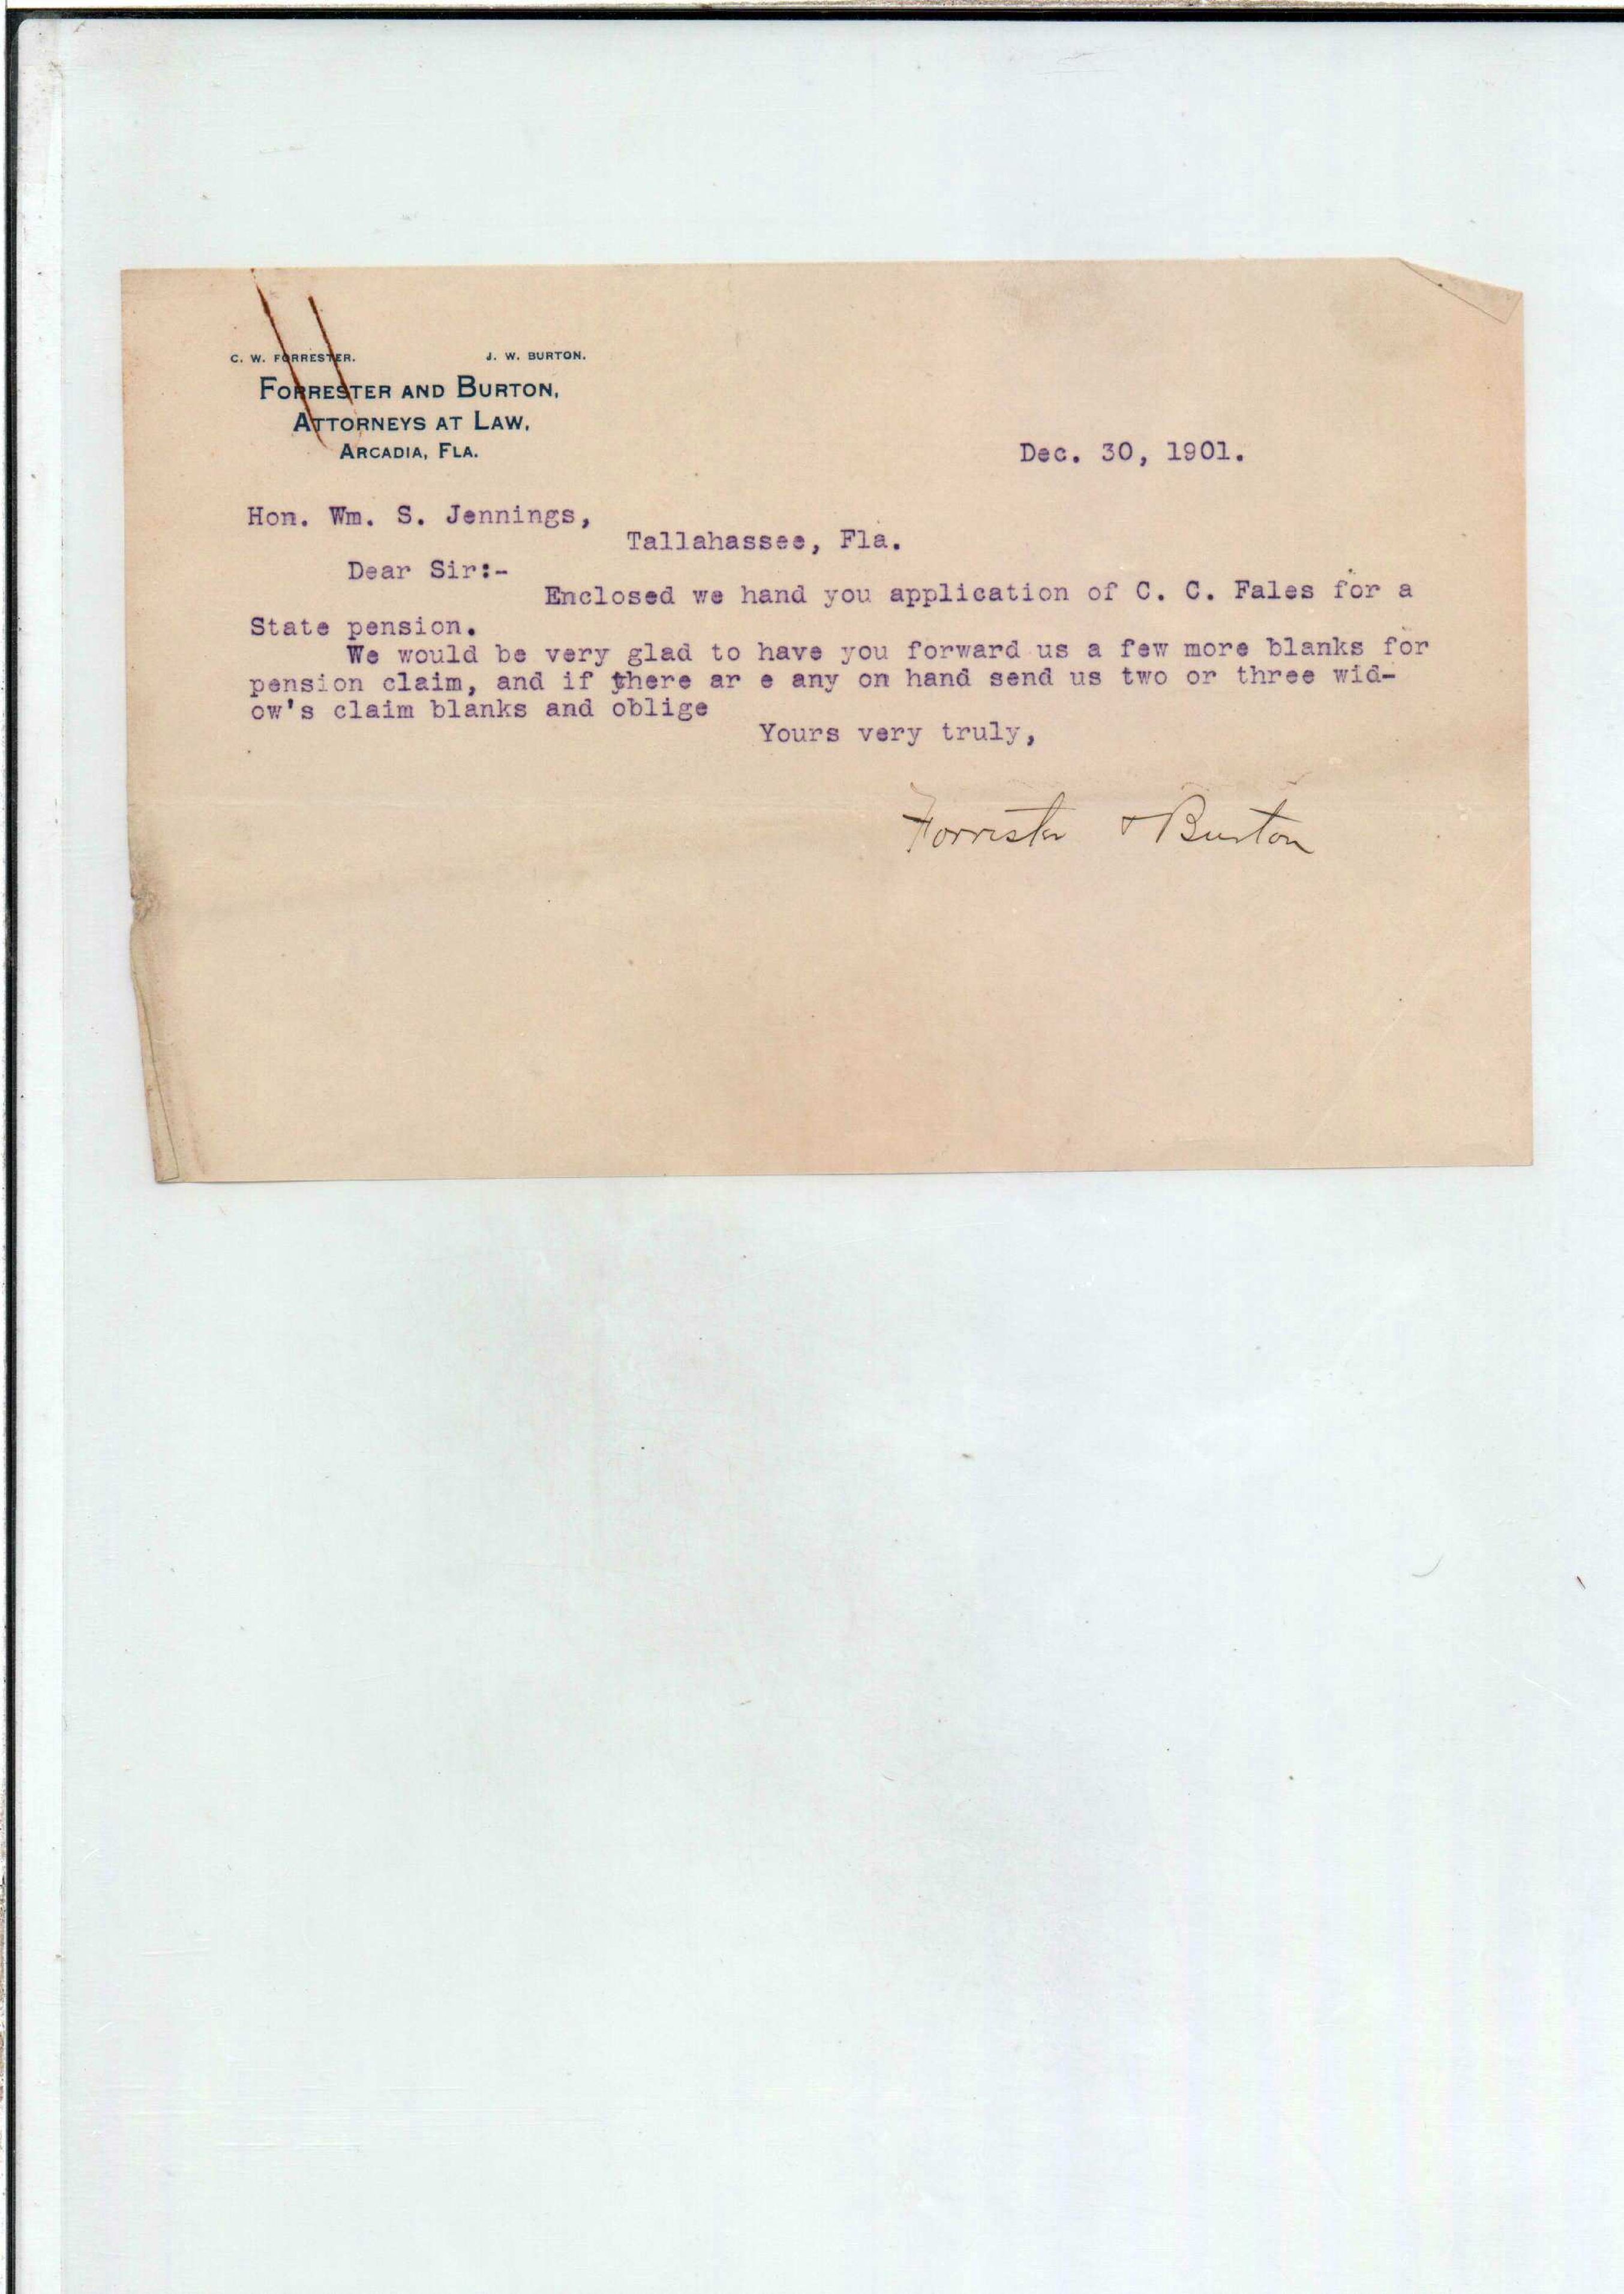 C. W. FORRESTER. J. W. BURTON.
FORRESTER AND BURTON,
ATTORNEYS AT LAW,
ARCADIA, FLA.
Dec. 30, 1901.
Hon. Wm. S. Jennings,
Tallahassee, Fla.
Dear Sir:-
Enclosed we hand you application of C. C. Fales for a
State pension.
We would be very glad to have you forward us a few more blanks for
pension claim, and if there ar e any on hand send us two or three wid-
ow's claim blanks and oblige
Yours very truly,
Forrester & Burton